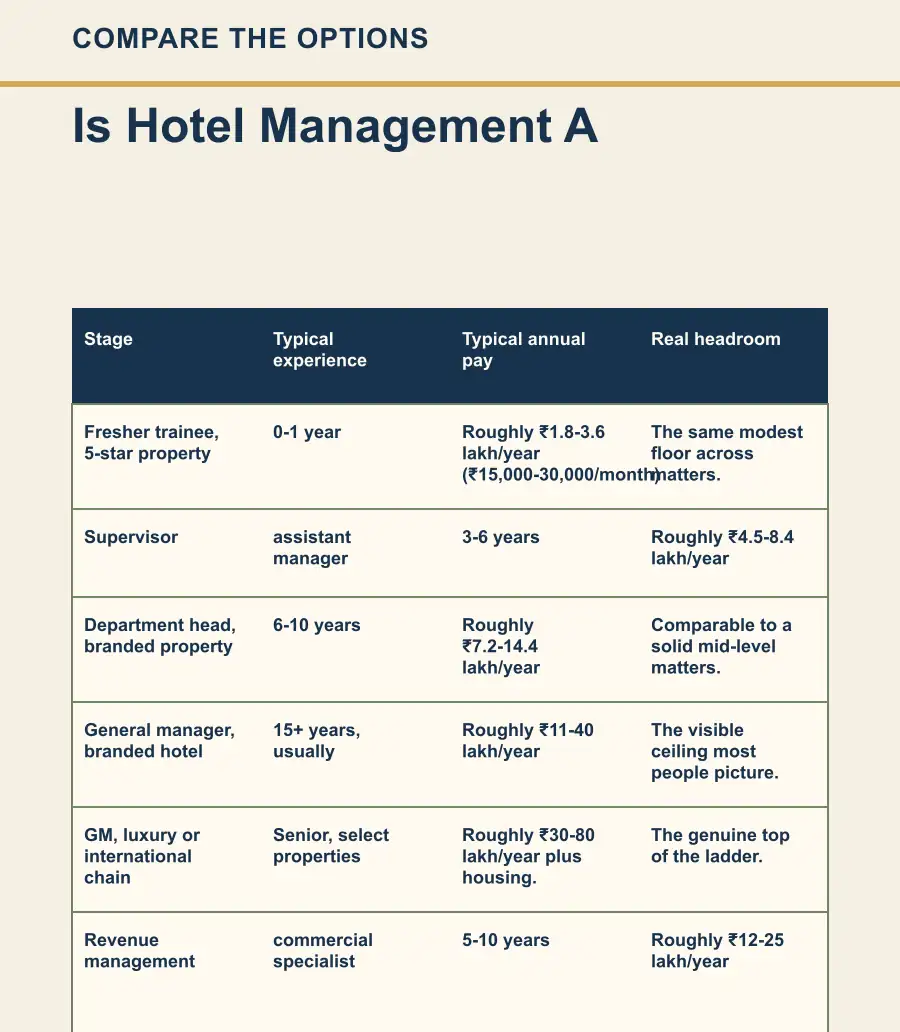 COMPARE THE OPTIONS
Is Hotel Management A
Stage
Typical
experience
Typical annual
pay
Real headroom
Fresher trainee,
5-star property
0-1 year
Roughly ₹1.8-3.6
lakh/year
(₹15,000-30,000/month)
The same modest
floor across
matters.
Supervisor
assistant
manager
3-6 years
Roughly ₹4.5-8.4
lakh/year
Department head,
branded property
6-10 years
Roughly
₹7.2-14.4
lakh/year
Comparable to a
solid mid-level
matters.
General manager,
branded hotel
15+ years,
usually
Roughly ₹11-40
lakh/year
The visible
ceiling most
people picture.
GM, luxury or
international
chain
Senior, select
properties
Roughly ₹30-80
lakh/year plus
housing.
The genuine top
of the ladder.
Revenue
management
commercial
specialist
5-10 years
Roughly ₹12-25
lakh/year